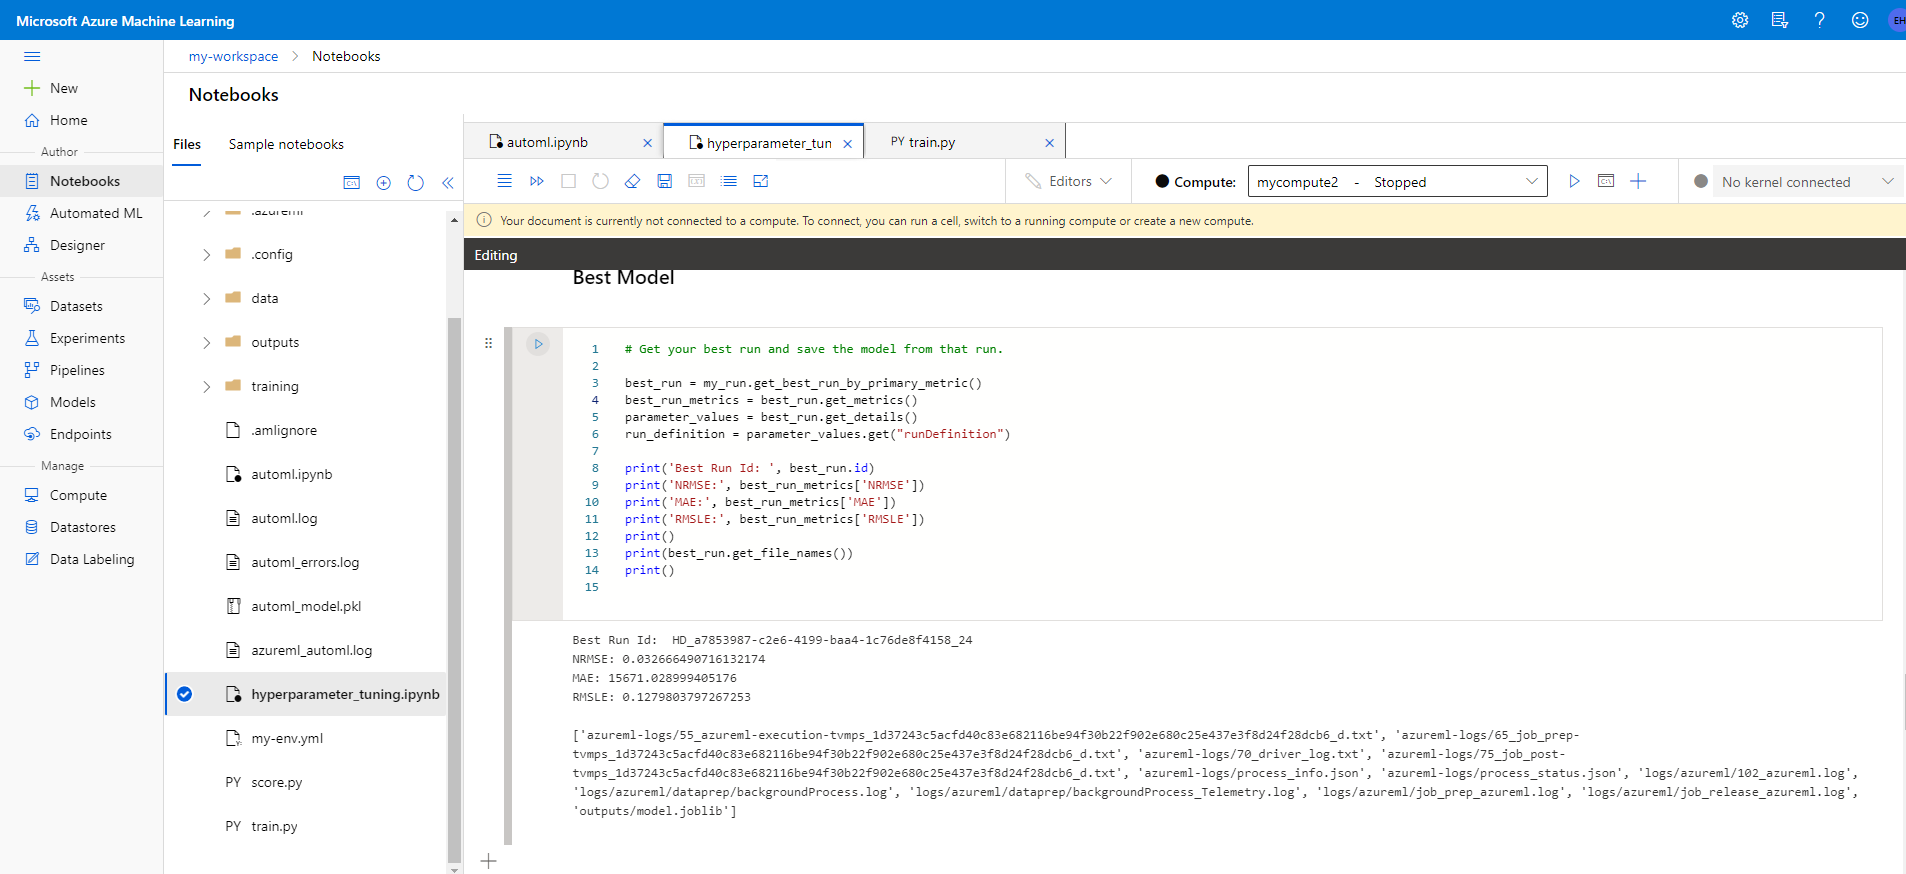 Microsoft Azure Machine Learning
EH
my-workspace > Notebooks
New
Home
Author
Notebooks
Automated ML
Designer
Assets
Datasets
Experiments
Pipelines
Models
Endpoints
Manage
Compute
Datastores
Data Labeling
Notebooks
Files
Sample notebooks
.azureml
.config
data
outputs
training
.amlignore
automl.ipynb
automl.log
automl_errors.log
automl_model.pkl
azureml_automl.log
hyperparameter_tuning.ipynb
my-env.yml
PY score.py
PY train.py
automl.ipynb
hyperparameter_tun
PY train.py
Editors
Compute:
mycompute2 - Stopped
No kernel connected
Your document is currently not connected to a compute. To connect, you can run a cell, switch to a running compute or create a new compute.
Editing
Best Model
1 # Get your best run and save the model from that run.
2
3 best_run = my_run.get_best_run_by_primary_metric()
4 best_run_metrics = best_run.get_metrics()
5 parameter_values = best_run.get_details()
6 run_definition = parameter_values.get("runDefinition")
7
8 print('Best Run Id: ', best_run.id)
9 print('NRMSE:', best_run_metrics['NRMSE'])
10 print('MAE:', best_run_metrics['MAE'])
11 print('RMSLE:', best_run_metrics['RMSLE'])
12 print()
13 print(best_run.get_file_names())
14 print()
15
Best Run Id:  HD_a7853987-c2e6-4199-baa4-1c76de8f4158_24
NRMSE: 0.032666490716132174
MAE: 15671.028999405176
RMSLE: 0.1279803797267253
['azureml-logs/55_azureml-execution-tvmps_1d37243c5acfd40c83e682116be94f30b22f902e680c25e437e3f8d24f28dcb6_d.txt', 'azureml-logs/65_job_prep-
tvmps_1d37243c5acfd40c83e682116be94f30b22f902e680c25e437e3f8d24f28dcb6_d.txt', 'azureml-logs/70_driver_log.txt', 'azureml-logs/75_job_post-
tvmps_1d37243c5acfd40c83e682116be94f30b22f902e680c25e437e3f8d24f28dcb6_d.txt', 'azureml-logs/process_info.json', 'azureml-logs/process_status.json', 'logs/azureml/102_azureml.log',
'logs/azureml/dataprep/backgroundProcess.log', 'logs/azureml/dataprep/backgroundProcess_Telemetry.log', 'logs/azureml/job_prep_azureml.log', 'logs/azureml/job_release_azureml.log',
'outputs/model.joblib']